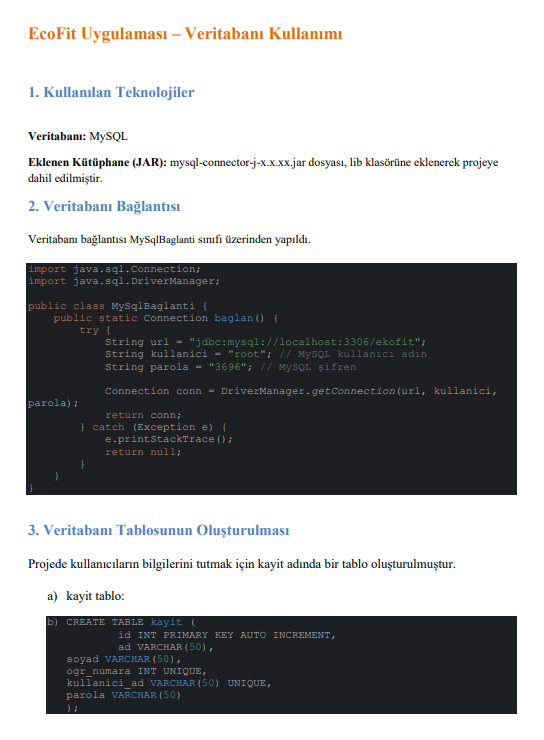 EcoFit Uygulaması – Veritabanı Kullanımı
1. Kullanılan Teknolojiler
Veritabanı: MySQL
Eklenen Kütüphane (JAR): mysql-connector-j-x.x.xx.jar dosyası, lib klasörüne eklenerek projeye
dahil edilmiştir.
2. Veritabanı Bağlantısı
Veritabanı bağlantısı MySqlBaglanti sınıfı üzerinden yapıldı.
import java.sql.Connection;
import java.sql.DriverManager;
public class MySqlBaglanti {
    public static Connection baglan() {
        try {
            String url = "jdbc:mysql://localhost:3306/ekofit";
            String kullanici = "root"; // MySQL kullanıcı adın
            String parola = "3696"; // MySQL şifren
            Connection conn = DriverManager.getConnection(url, kullanici,
parola);
            return conn;
        } catch (Exception e) {
            e.printStackTrace();
            return null;
        }
    }
}
3. Veritabanı Tablosunun Oluşturulması
Projede kullanıcıların bilgilerini tutmak için kayit adında bir tablo oluşturulmuştur.
a) kayit tablo:
b) CREATE TABLE kayit (
id INT PRIMARY KEY AUTO INCREMENT,
ad VARCHAR(50),
soyad VARCHAR(50),
ogr_numara INT UNIQUE,
kullanici_ad VARCHAR(50) UNIQUE,
parola VARCHAR(50)
);